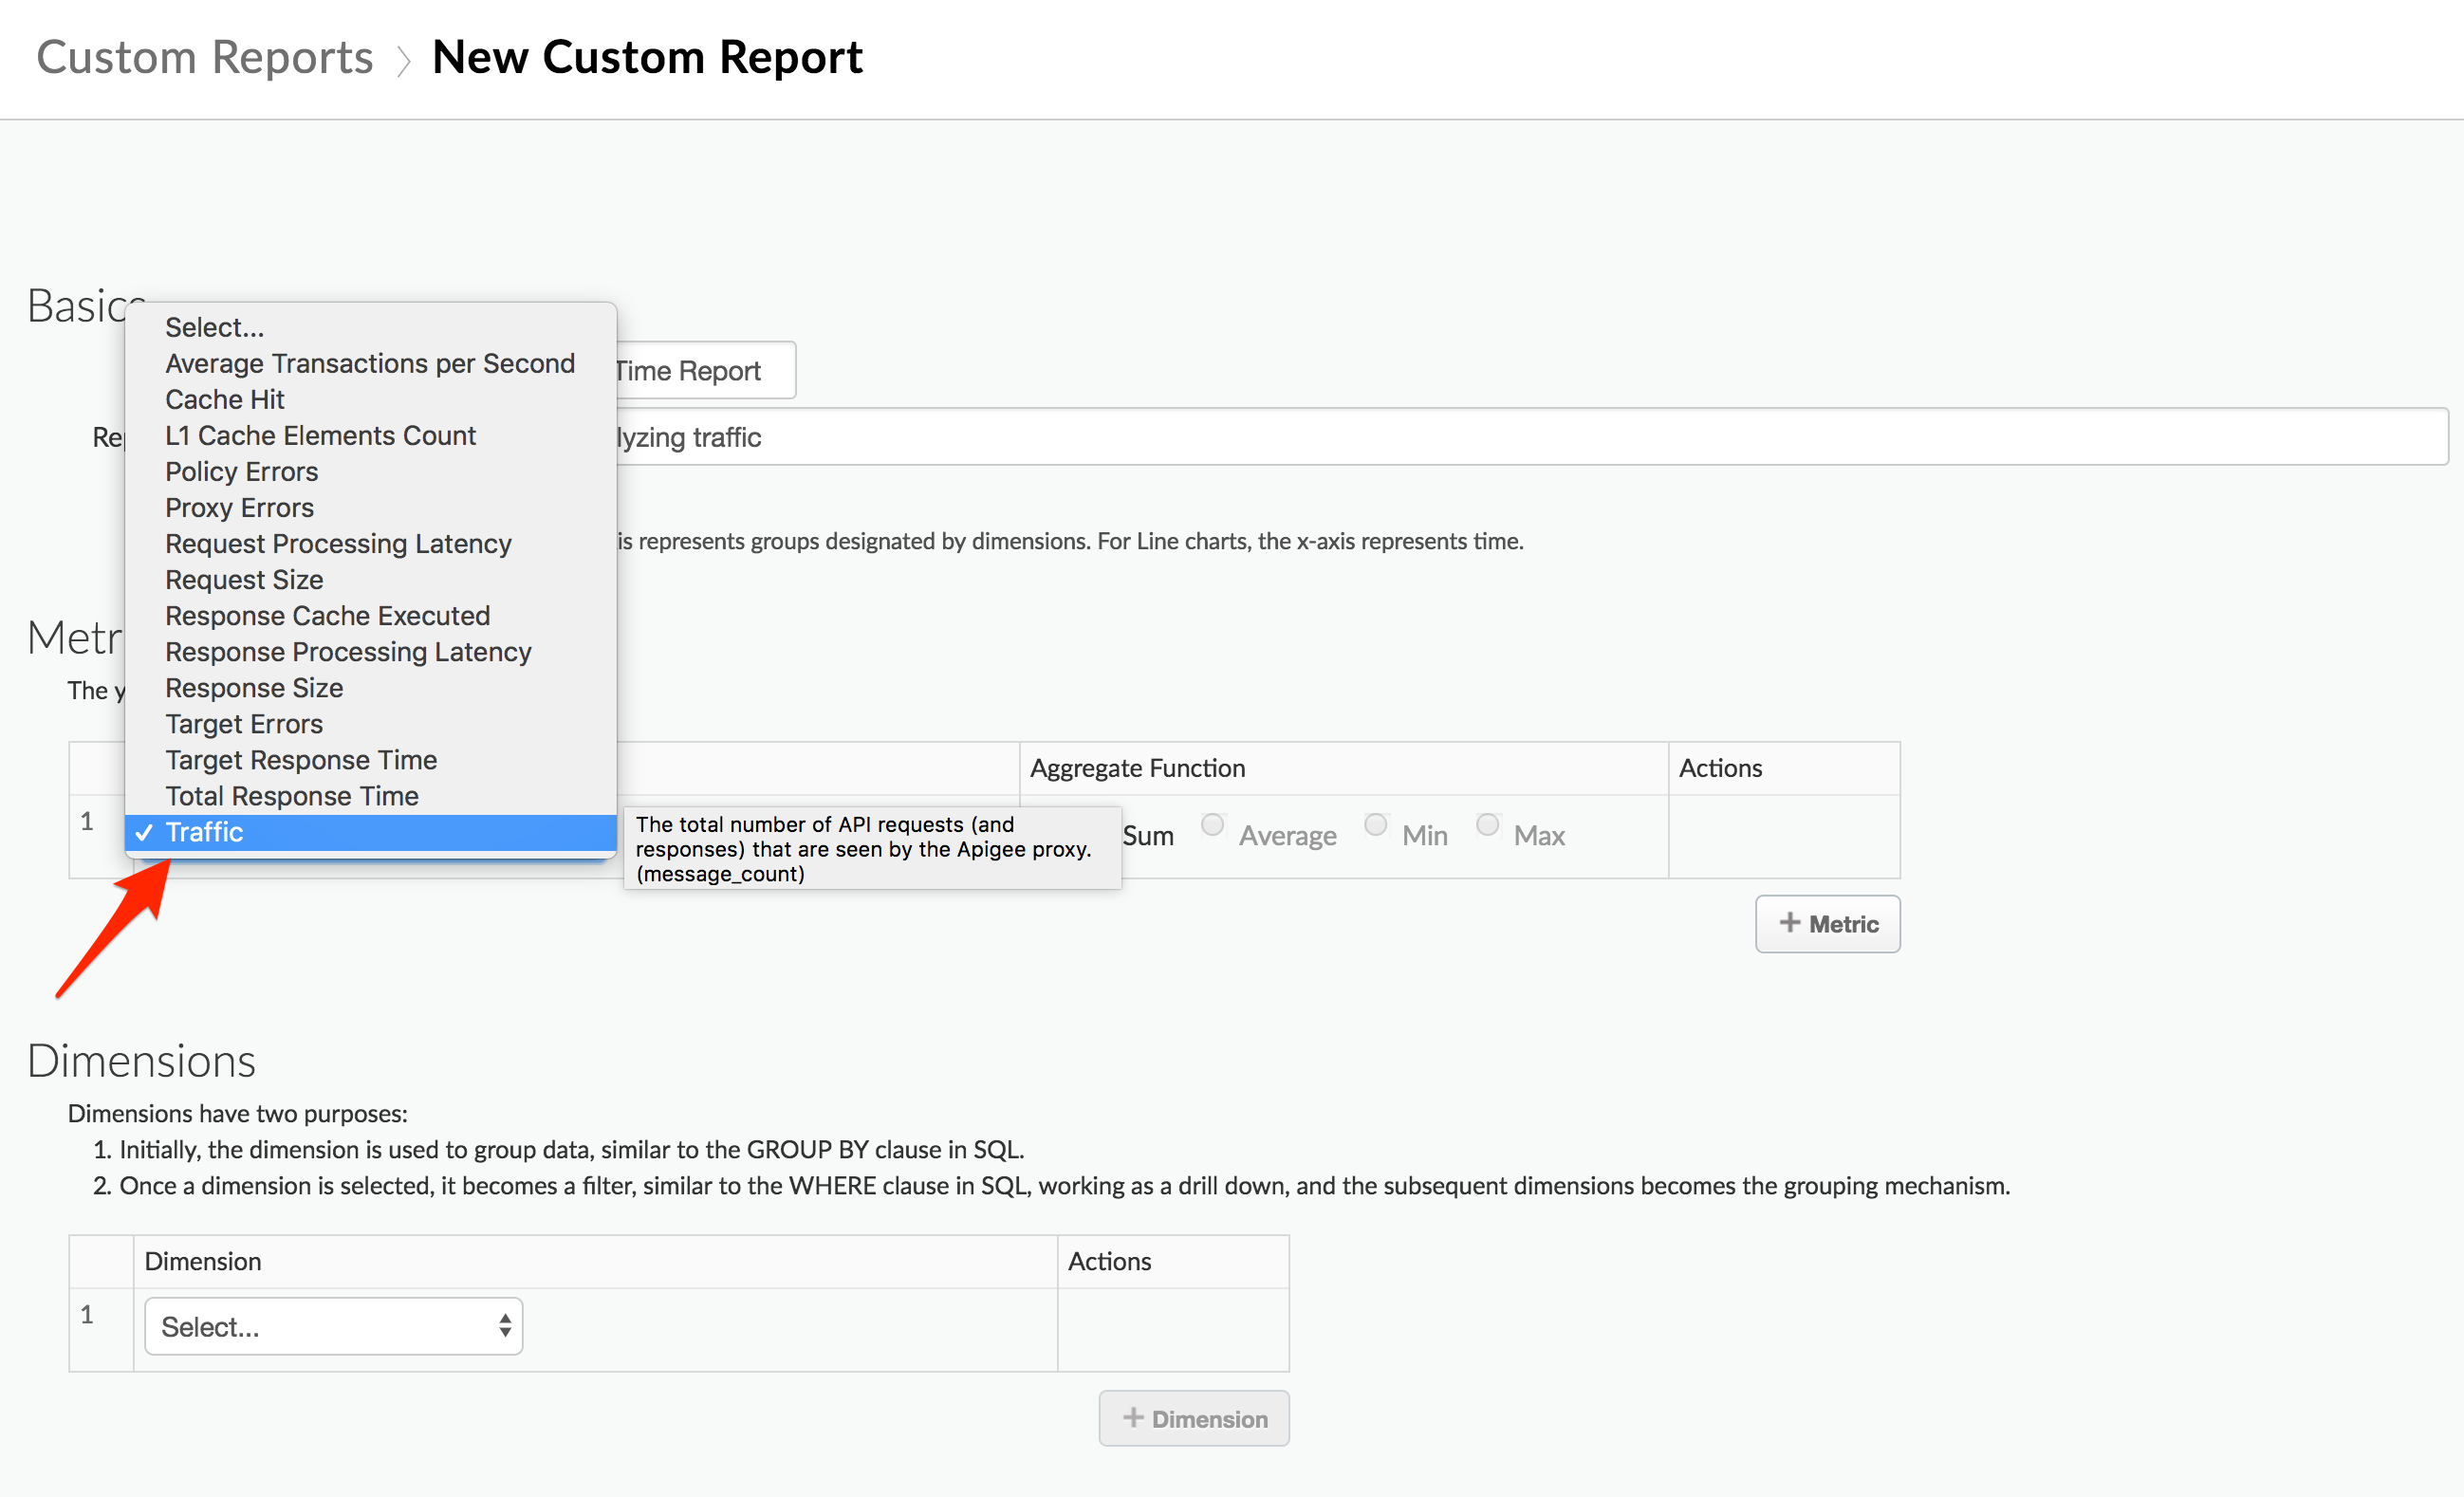 Custom Reports > New Custom Report
Basics
Select...
Average Transactions per Second
Time Report
Cache Hit
L1 Cache Elements Count
lyzing traffic
Policy Errors
Proxy Errors
Request Processing Latency
is represents groups designated by dimensions. For Line charts, the x-axis represents time.
Request Size
Response Cache Executed
Response Processing Latency
Response Size
The y
Target Errors
Target Response Time
Total Response Time
Aggregate Function
Actions
1
✓ Traffic
The total number of API requests (and
responses) that are seen by the Apigee proxy.
(message_count)
Sum Average Min Max
+ Metric
Dimensions
Dimensions have two purposes:
1. Initially, the dimension is used to group data, similar to the GROUP BY clause in SQL.
2. Once a dimension is selected, it becomes a filter, similar to the WHERE clause in SQL, working as a drill down, and the subsequent dimensions becomes the grouping mechanism.
Dimension
Actions
1
Select...
+ Dimension